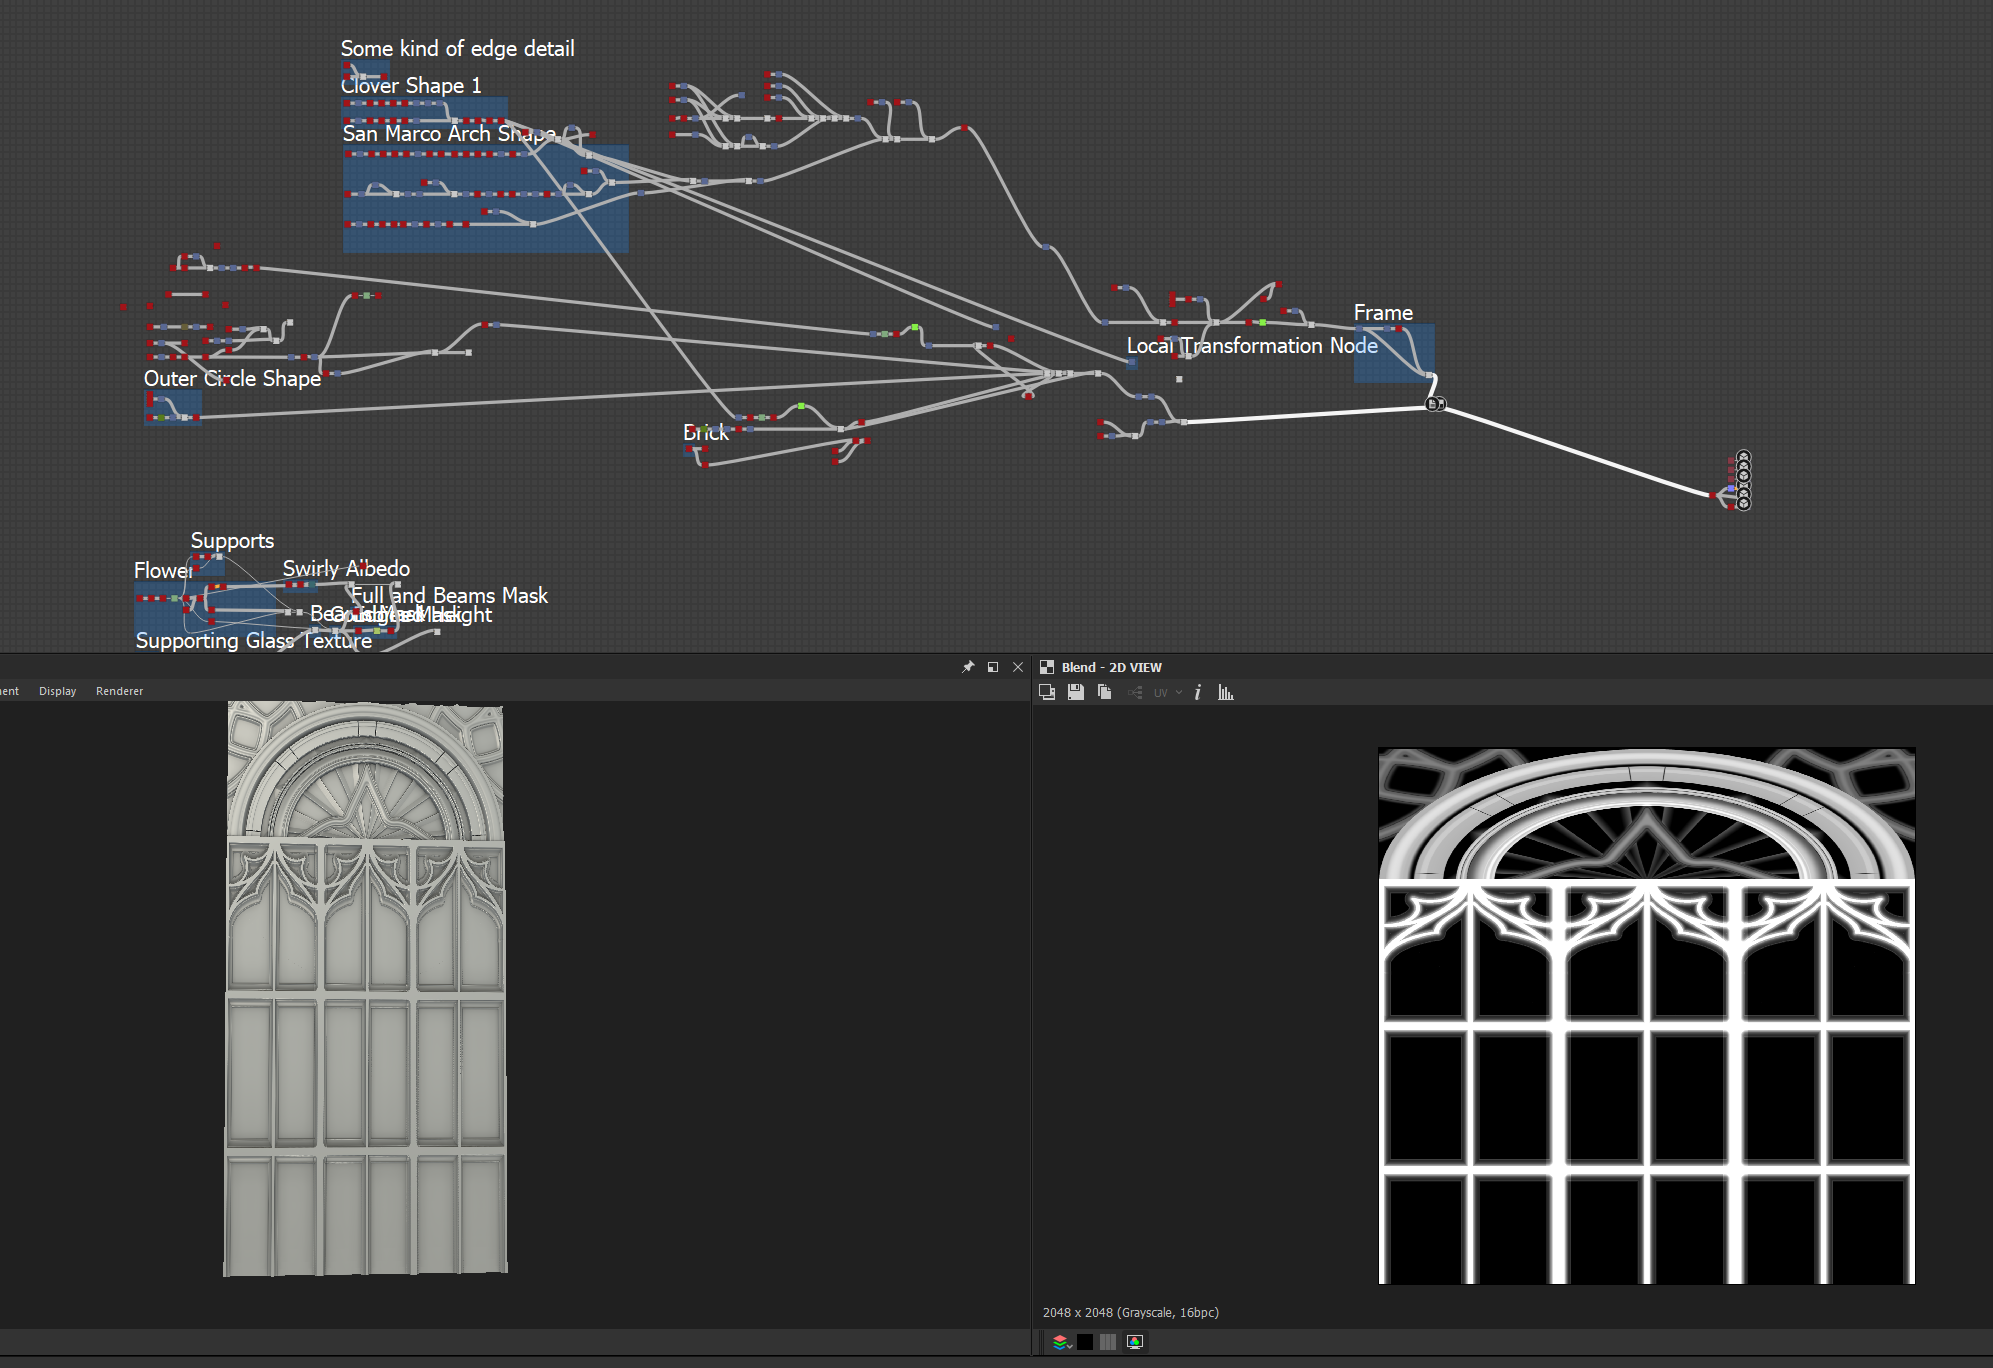 Some kind of edge detail
Clover Shape 1
San Marco Arch Shape
Frame
Local Transformation Node
Outer Circle Shape
Brick
Supports
Flower
Swirly Albedo
Full and Beams Mask
Height
Supporting Glass Texture
Blend - 2D VIEW
ent Display Renderer
UV
2048 x 2048 (Grayscale, 16bpc)